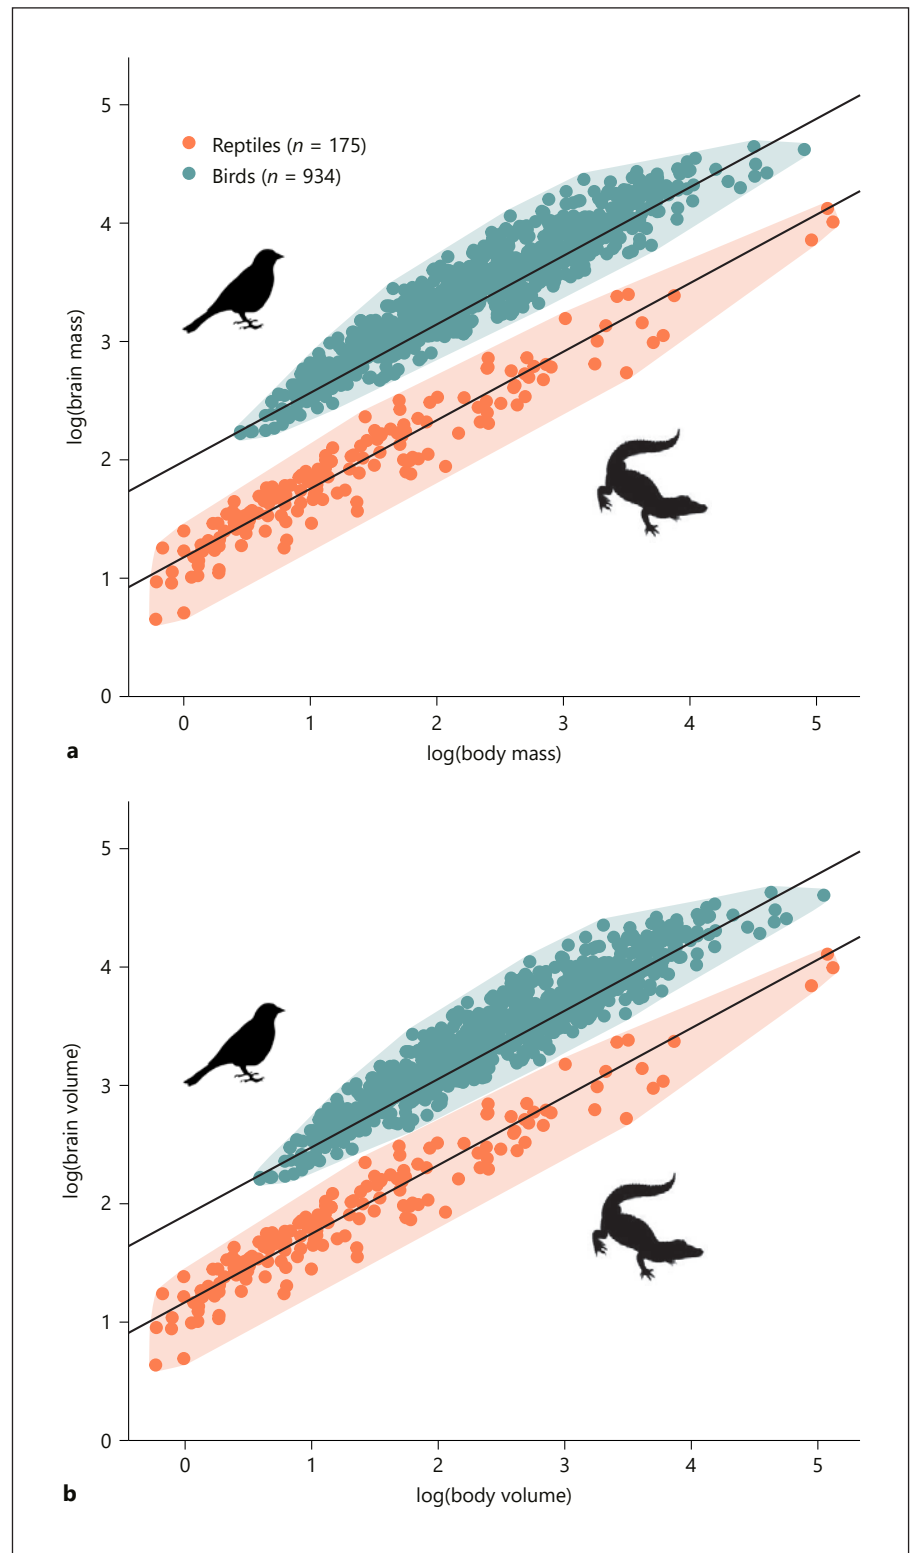 5
Reptiles (n = 175)
Birds (n = 934)
4
3
2
1
0
log(brain mass)
0 1 2 3 4 5
log(body mass)
a
5
4
3
2
1
0
log(brain volume)
0 1 2 3 4 5
log(body volume)
b